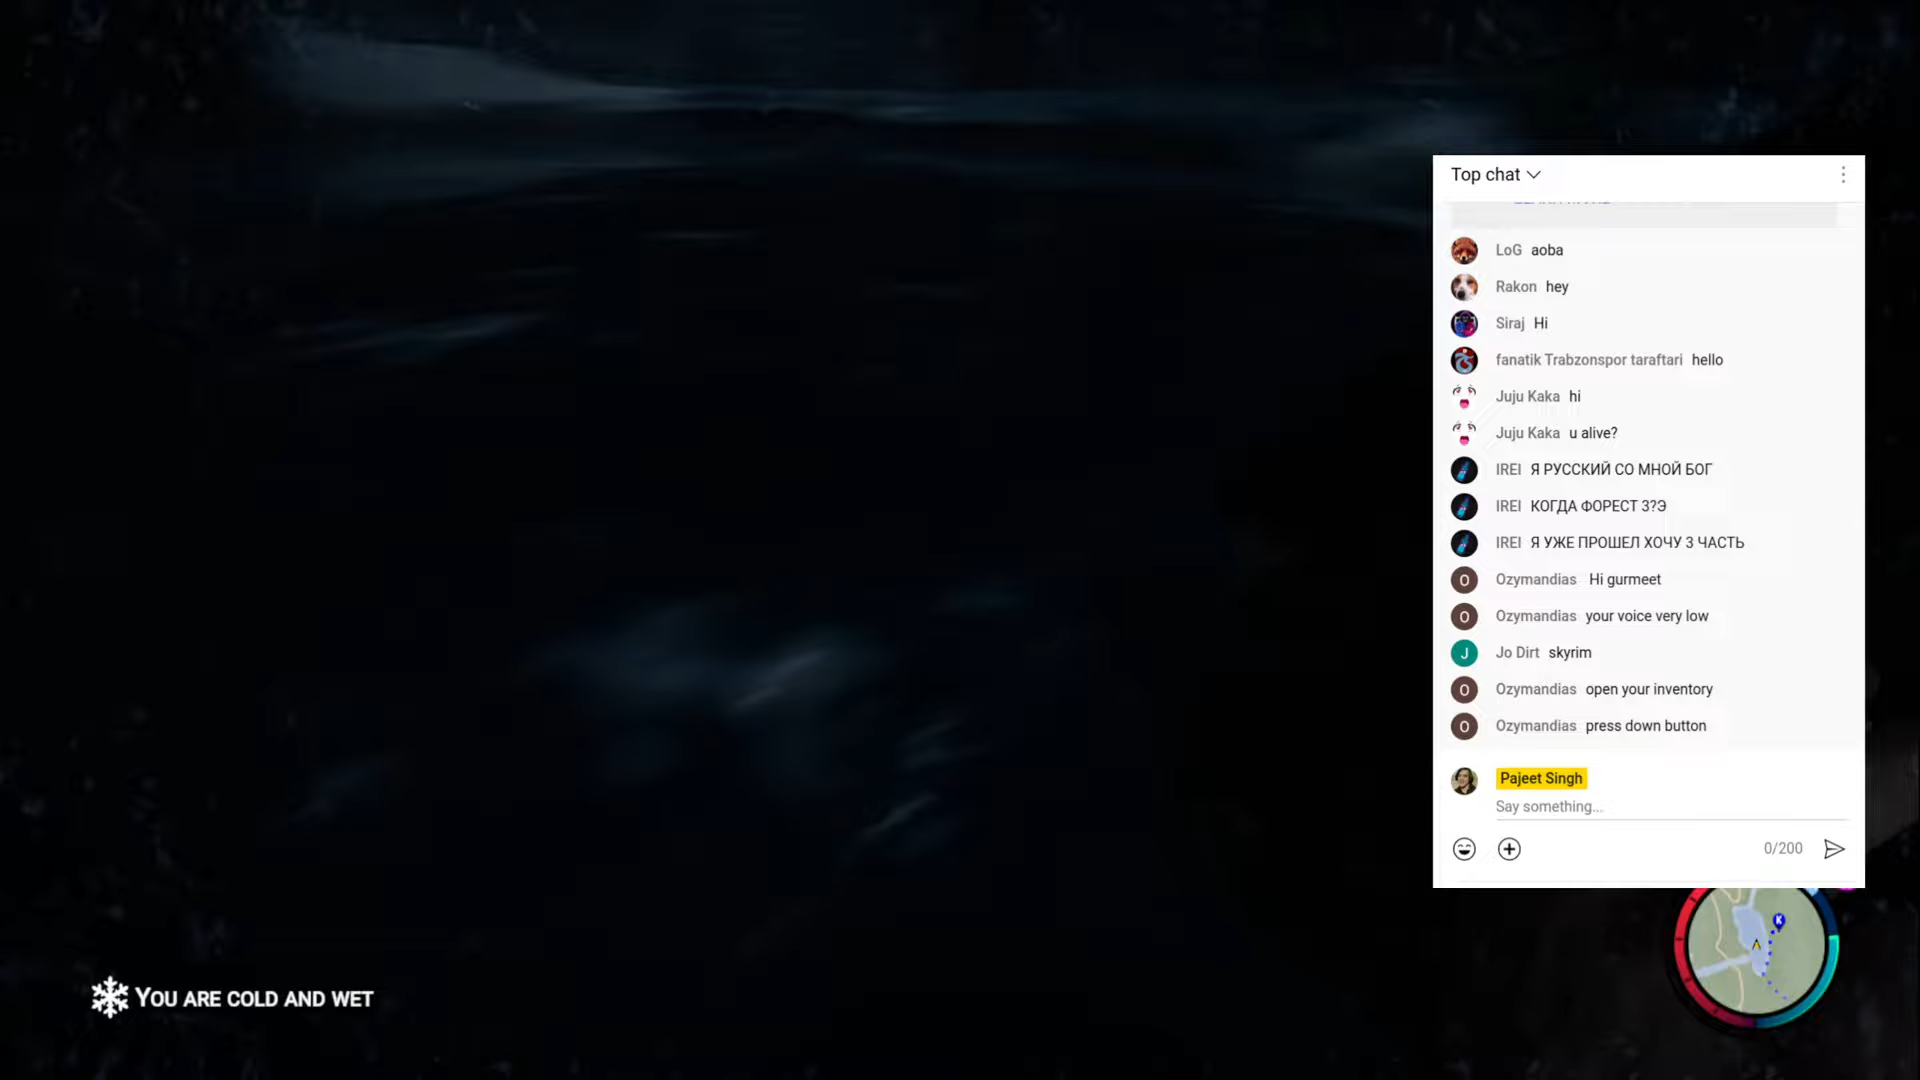 Top chat
LoG aoba
Rakon hey
Siraj Hi
fanatik Trabzonspor taraftari hello
Juju Kaka hi
Juju Kaka u alive?
IREI Я РУССКИЙ СО МНОЙ БОГ
IREI КОГДА ФОРЕСТ 3?Э
IREI Я УЖЕ ПРОШЕЛ ХОЧУ 3 ЧАСТЬ
O Ozymandias Hi gurmeet
O Ozymandias your voice very low
J Jo Dirt skyrim
O Ozymandias open your inventory
O Ozymandias press down button
Pajeet Singh
Say something...
0/200
K
YOU ARE COLD AND WET